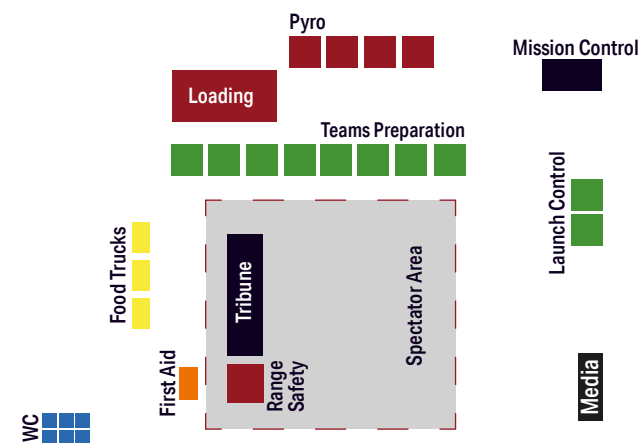 Pyro
Mission Control
Loading
Teams Preparation
Launch Control
Food Trucks
Tribune
Spectator Area
First Aid
Range
Safety
Media
WC